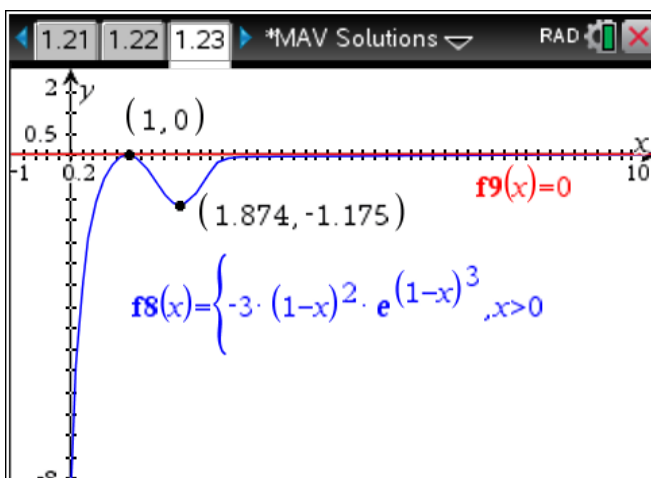 1.21 1.22 1.23 *MAV Solutions RAD
2 y
(1,0)
0.5
x
-1 0.2 10
f9(x)=0
(1.874,-1.175)
f8(x)={-3·(1-x)²·e^(1-x)³,x>0
-8